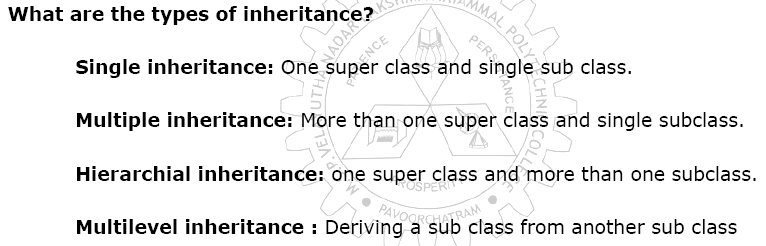 What are the types of inheritance?
Single inheritance: One super class and single sub class.
Multiple inheritance: More than one super class and single subclass.
Hierarchial inheritance: one super class and more than one subclass.
Multilevel inheritance : Deriving a sub class from another sub class
PAVOORCHATRAM